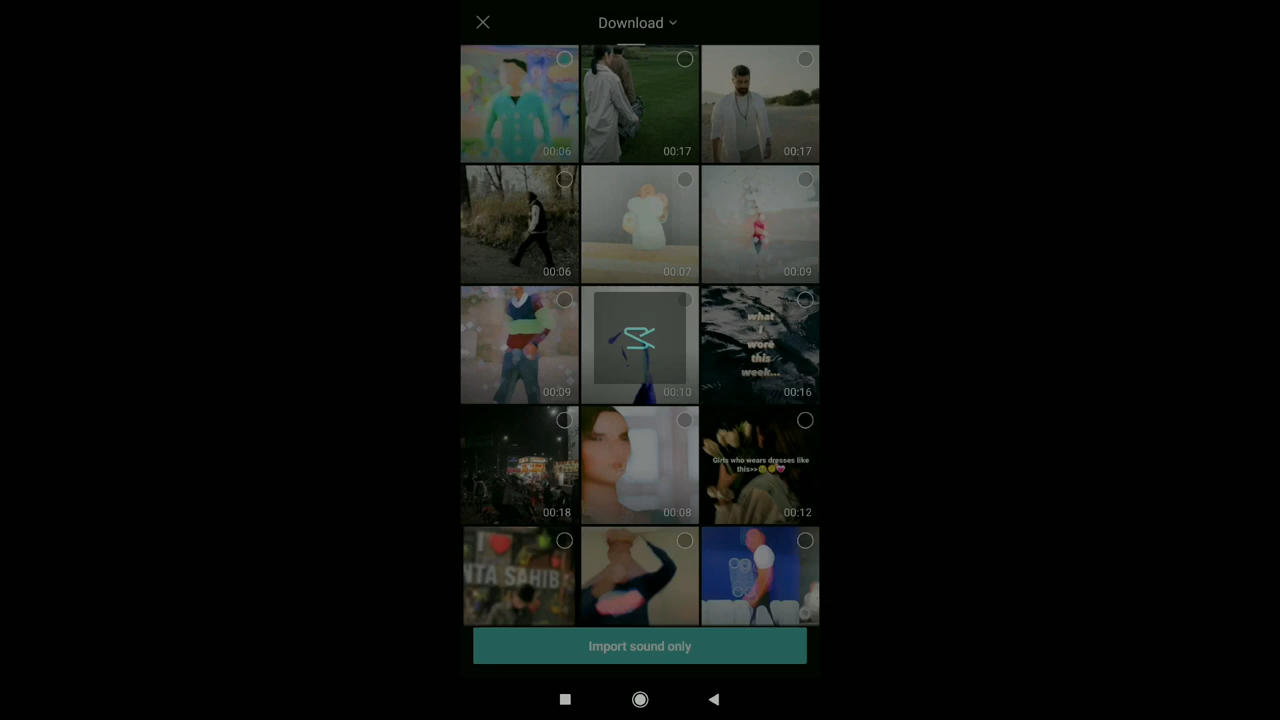 Download
00:06
00:17
00:17
00:06
00:07
00:09
00:09
00:10
what
I
wore
this
week...
00:16
00:18
00:08
Girls who wears dresses like
this>>🥺✨💗
00:12
I ❤
NTA SAHIB
Import sound only